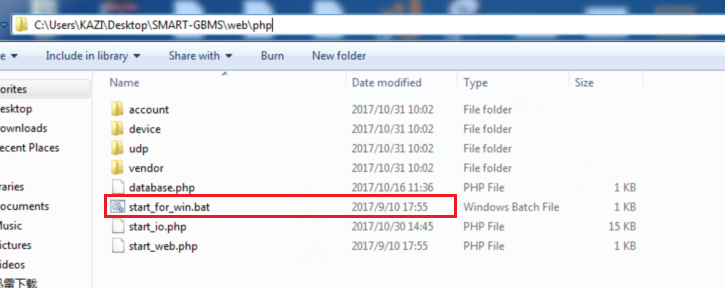 C:\Users\KAZI\Desktop\SMART-GBMS\web\php
e Include in library Share with Burn New folder
orites
esktop
ownloads
ecent Places
raries
ocuments
Music
ictures
ideos
迅雷下載
Name Date modified Type Size
account 2017/10/31 10:02 File folder
device 2017/10/31 10:02 File folder
udp 2017/10/31 10:02 File folder
vendor 2017/10/31 10:02 File folder
database.php 2017/10/16 11:36 PHP File 1 KB
start_for_win.bat 2017/9/10 17:55 Windows Batch File 1 KB
start_io.php 2017/10/30 14:45 PHP File 15 KB
start_web.php 2017/9/10 17:55 PHP File 1 KB